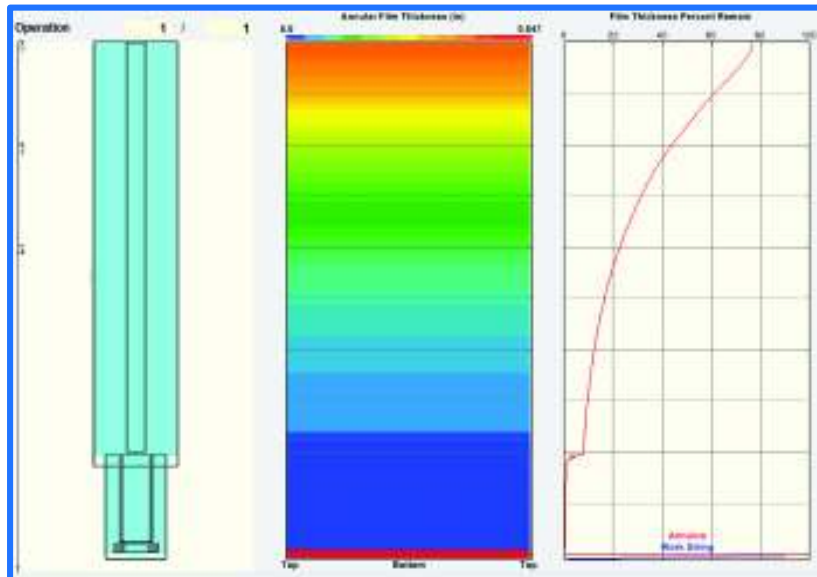 Operation 1 / 1
Annular Film Thickness (in)
0.0 0.047
Film Thickness Percent Remain
0 20 40 60 80 100
Annulus
Work String
Top Bottom Top